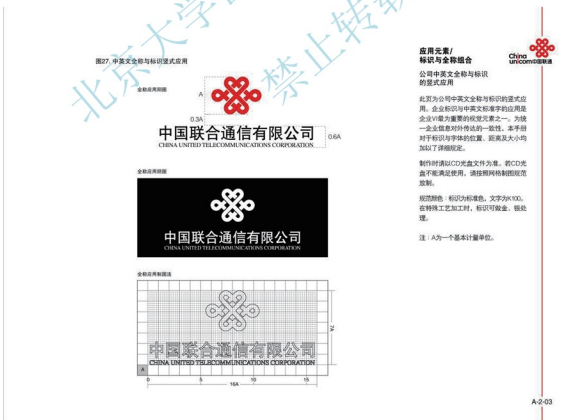 北京大学
禁止转载
图27. 中英文全称与标识竖式应用
全称应用阳图
A
0.3A
中国联合通信有限公司
CHINA UNITED TELECOMMUNICATIONS CORPORATION
0.6A
全称应用阴图
中国联合通信有限公司
CHINA UNITED TELECOMMUNICATIONS CORPORATION
全称应用制图法
中国联合通信有限公司
CHINA UNITED TELECOMMUNICATIONS CORPORATION
7A
A
0 5 10 15
16A
应用元素/
标识与全称组合
China
unicom中国联通
公司中英文全称与标识
的竖式应用
此页为公司中英文全称与标识的竖式应
用。企业标识与中英文标准字的应用是
企业VI最为重要的视觉元素之一。为统
一企业信息对外传达的一致性。本手册
对于标识与字体的位置、距离及大小均
加以了详细规定。
制作时请以CD光盘文件为准。若CD光
盘不能满足使用，请按照网格制图规范
放制。
规范颜色：标识为标准色，文字为K100。
在特殊工艺加工时，标识可做金、银处
理。
注：A为一个基本计量单位。
A-2-03